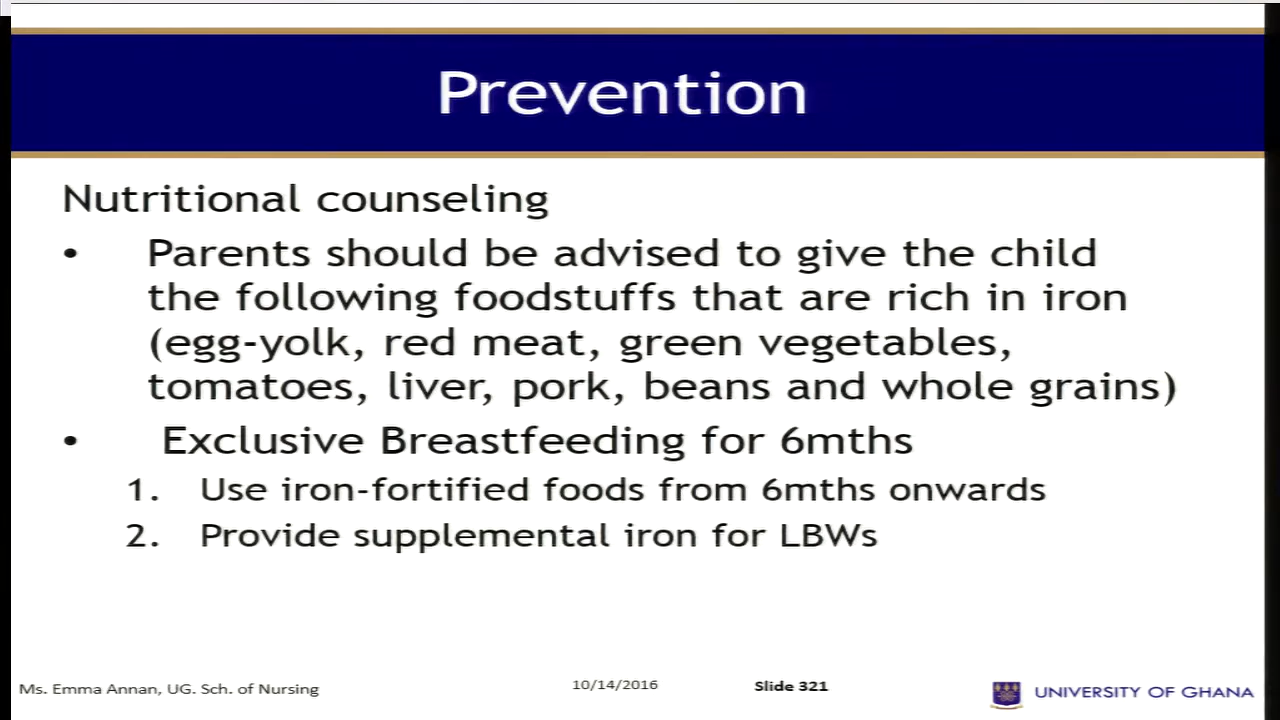 Prevention
Nutritional counseling
• Parents should be advised to give the child
the following foodstuffs that are rich in iron
(egg-yolk, red meat, green vegetables,
tomatoes, liver, pork, beans and whole grains)
• Exclusive Breastfeeding for 6mths
1. Use iron-fortified foods from 6mths onwards
2. Provide supplemental iron for LBWs
Ms. Emma Annan, UG. Sch. of Nursing
10/14/2016
Slide 321
UNIVERSITY OF GHANA